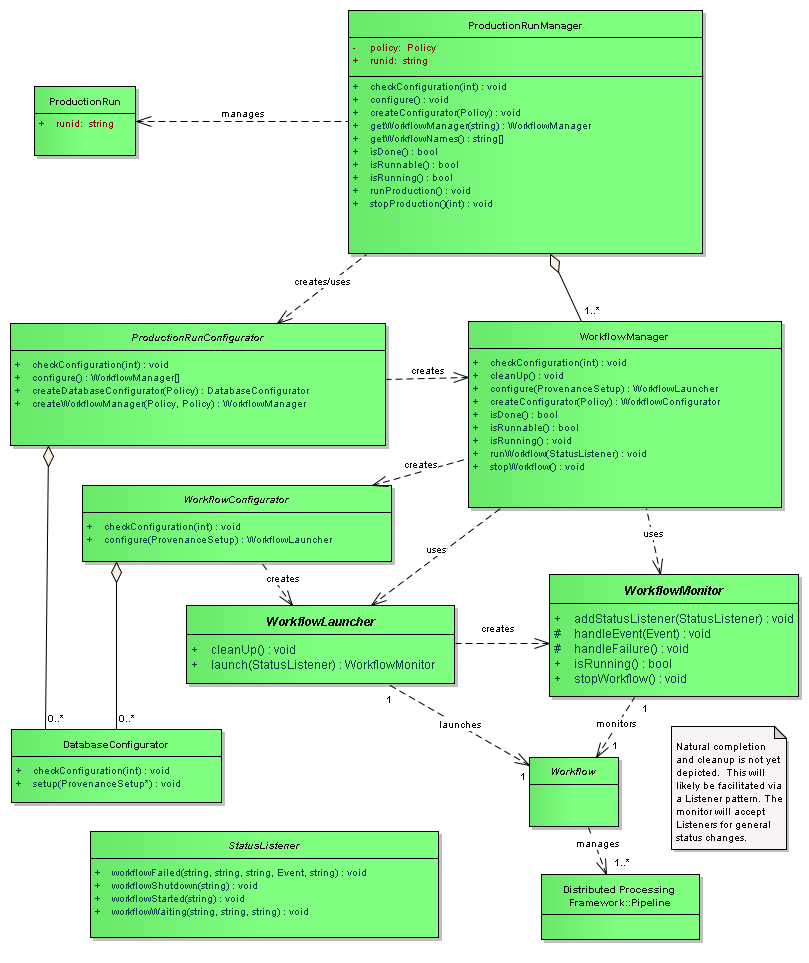 ProductionRunManager
- policy: Policy
+ runid: string
+ checkConfiguration(int) : void
+ configure() : void
+ createConfigurator(Policy) : void
+ getWorkflowManager(string) : WorkflowManager
+ getWorkflowNames() : string[]
+ isDone() : bool
+ isRunnable() : bool
+ isRunning() : bool
+ runProduction() : void
+ stopProduction()(int) : void
ProductionRun
+ runid: string
manages
creates/uses
1..*
ProductionRunConfigurator
+ checkConfiguration(int) : void
+ configure() : WorkflowManager[]
+ createDatabaseConfigurator(Policy) : DatabaseConfigurator
+ createWorkflowManager(Policy, Policy) : WorkflowManager
creates
WorkflowManager
+ checkConfiguration(int) : void
+ cleanUp() : void
+ configure(ProvenanceSetup) : WorkflowLauncher
+ createConfigurator(Policy) : WorkflowConfigurator
+ isDone() : bool
+ isRunnable() : bool
+ isRunning() : void
+ runWorkflow(StatusListener) : void
+ stopWorkflow() : void
creates
WorkflowConfigurator
+ checkConfiguration(int) : void
+ configure(ProvenanceSetup) : WorkflowLauncher
uses
uses
creates
WorkflowLauncher
+ cleanUp() : void
+ launch(StatusListener) : WorkflowMonitor
creates
WorkflowMonitor
+ addStatusListener(StatusListener) : void
# handleEvent(Event) : void
# handleFailure() : void
+ isRunning() : bool
+ stopWorkflow() : void
1
launches
1
1
monitors
1
0..*
0..*
DatabaseConfigurator
+ checkConfiguration(int) : void
+ setup(ProvenanceSetup*) : void
Workflow
Natural completion
and cleanup is not yet
depicted. This will
likely be facilitated via
a Listener pattern. The
monitor will accept
Listeners for general
status changes.
manages
1..*
StatusListener
+ workflowFailed(string, string, string, Event, string) : void
+ workflowShutdown(string) : void
+ workflowStarted(string) : void
+ workflowWaiting(string, string, string) : void
Distributed Processing
Framework::Pipeline